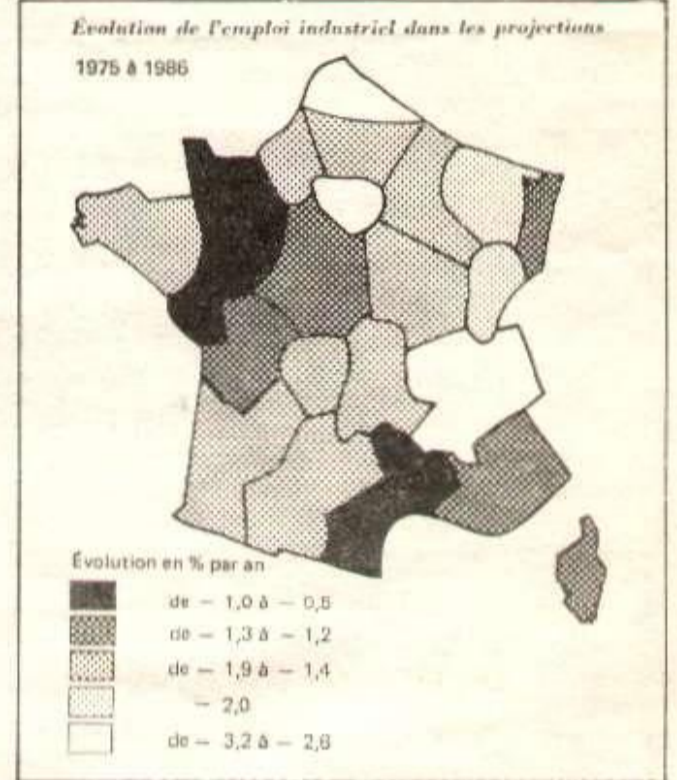 Évolution de l'emploi industriel dans les projections
1975 à 1986
Évolution en % par an
de – 1,0 à – 0,5
de – 1,3 à – 1,2
de – 1,9 à – 1,4
– 2,0
de – 3,2 à – 2,6